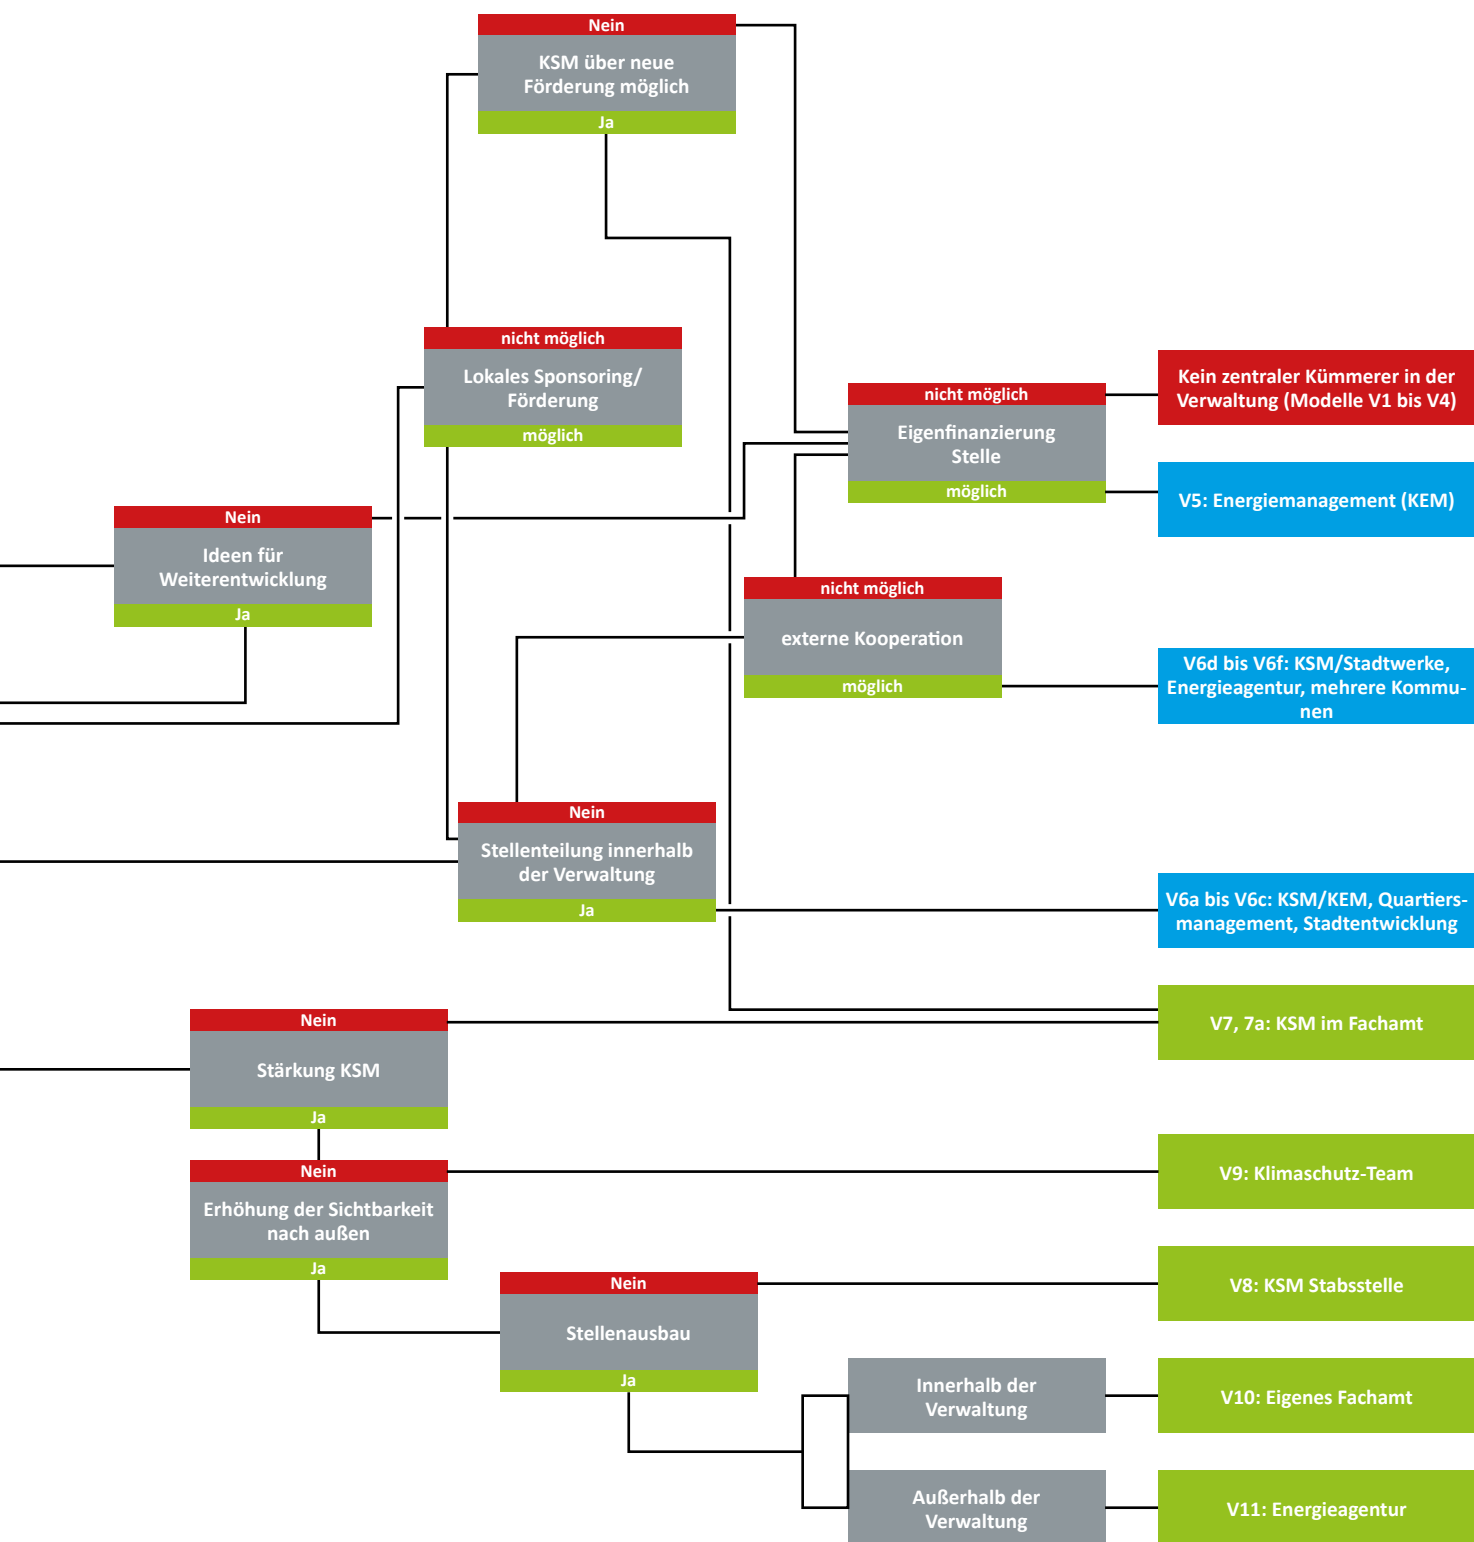 Nein
KSM über neue
Förderung möglich
Ja
nicht möglich
Lokales Sponsoring/
Förderung
möglich
nicht möglich
Eigenfinanzierung
Stelle
möglich
Kein zentraler Kümmerer in der
Verwaltung (Modelle V1 bis V4)
V5: Energiemanagement (KEM)
Nein
Ideen für
Weiterentwicklung
Ja
nicht möglich
externe Kooperation
möglich
V6d bis V6f: KSM/Stadtwerke,
Energieagentur, mehrere Kommu-
nen
Nein
Stellenteilung innerhalb
der Verwaltung
Ja
V6a bis V6c: KSM/KEM, Quartiers-
management, Stadtentwicklung
Nein
Stärkung KSM
Ja
V7, 7a: KSM im Fachamt
Nein
Erhöhung der Sichtbarkeit
nach außen
Ja
V9: Klimaschutz-Team
Nein
Stellenausbau
Ja
V8: KSM Stabsstelle
Innerhalb der
Verwaltung
V10: Eigenes Fachamt
Außerhalb der
Verwaltung
V11: Energieagentur